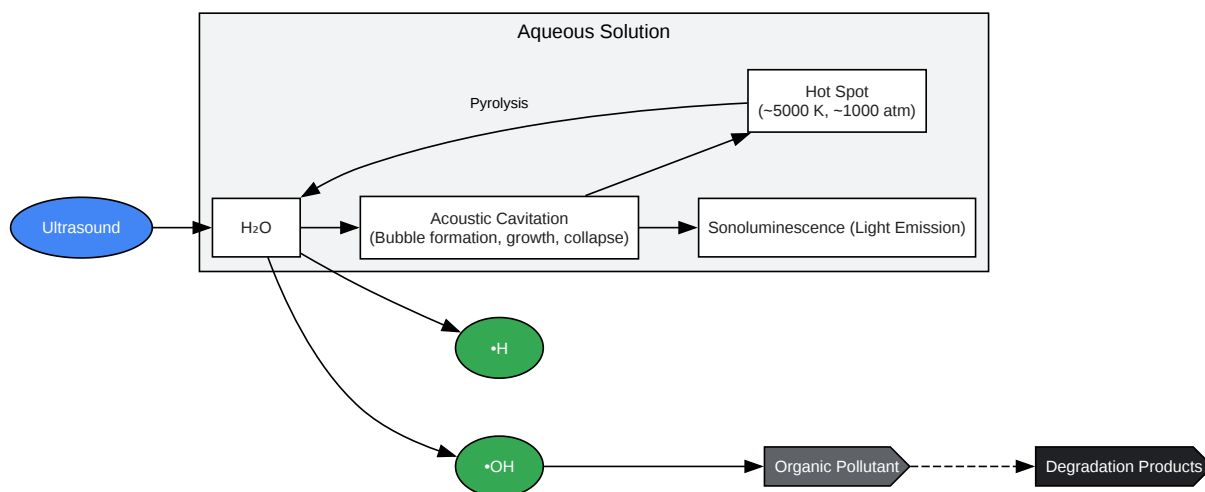 Aqueous Solution
Hot Spot
(~5000 K, ~1000 atm)
Pyrolysis
Ultrasound
H₂O
Acoustic Cavitation
(Bubble formation, growth, collapse)
Sonoluminescence (Light Emission)
•H
•OH
Organic Pollutant
Degradation Products